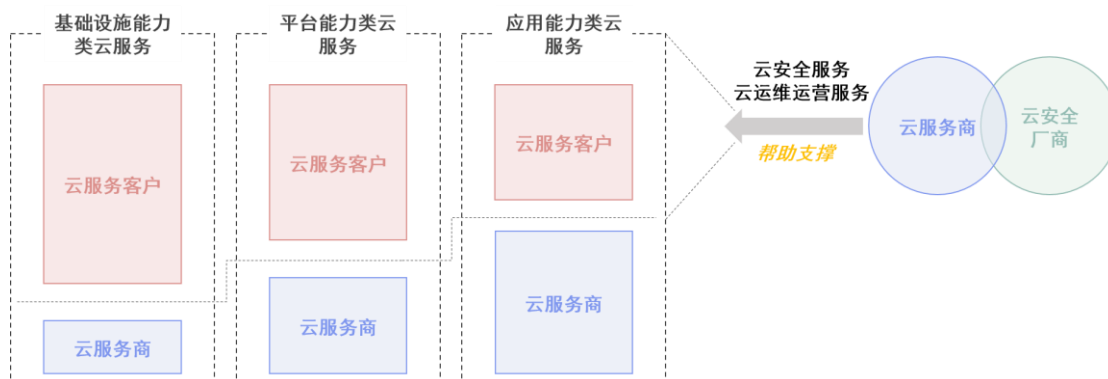 基础设施能力
类云服务
平台能力类云
服务
应用能力类云
服务
云服务客户
云服务客户
云服务客户
云服务商
云服务商
云服务商
云安全服务
云运维运营服务
帮助支撑
云服务商
云安全
厂商